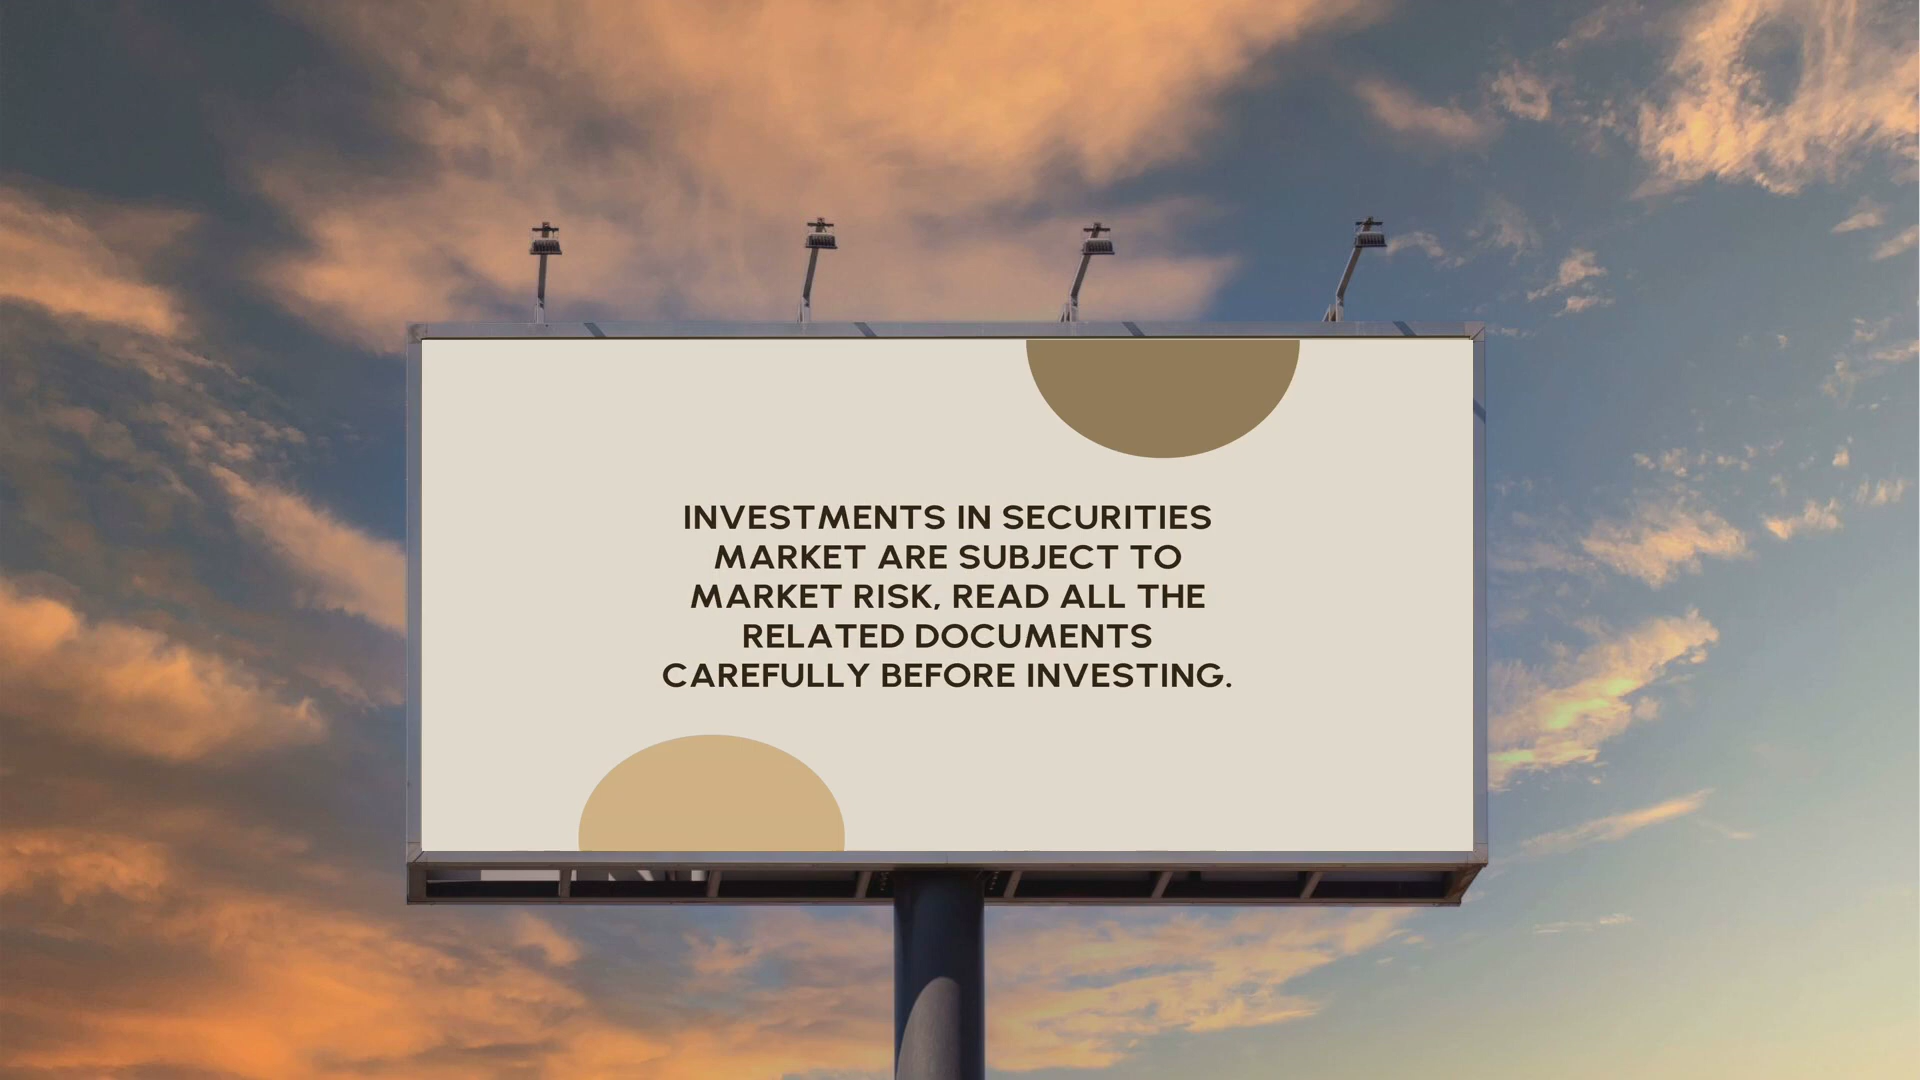 INVESTMENTS IN SECURITIES
MARKET ARE SUBJECT TO
MARKET RISK, READ ALL THE
RELATED DOCUMENTS
CAREFULLY BEFORE INVESTING.